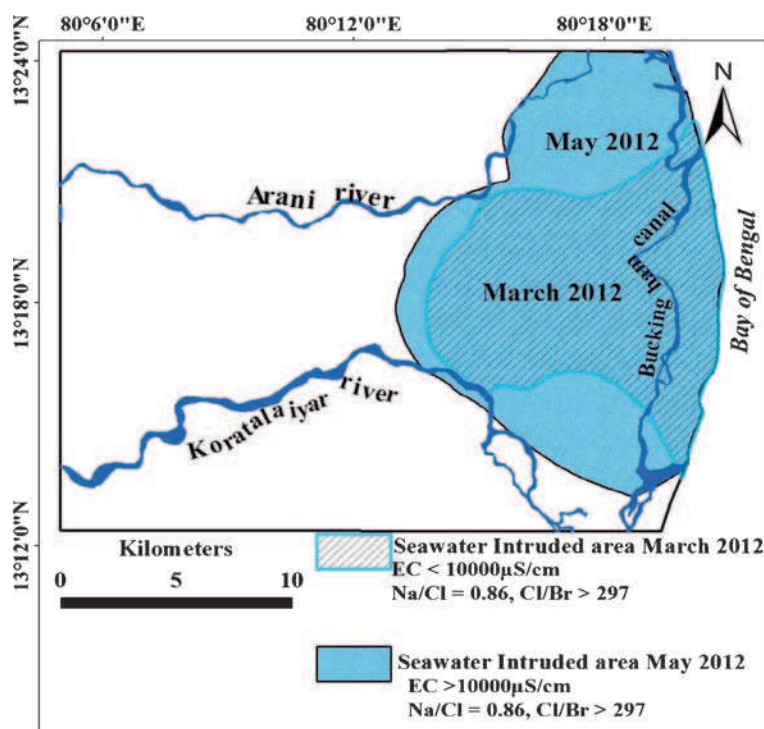 80°6'0"E 80°12'0"E 80°18'0"E
13°24'0"N
N
May 2012
Arani river
canal
ham
Bucking
March 2012
13°18'0"N
Bay of Bengal
Koratalaiyar river
13°12'0"N
Kilometers
0 5 10
Seawater Intruded area March 2012
EC < 10000µS/cm
Na/Cl = 0.86, Cl/Br > 297
Seawater Intruded area May 2012
EC >10000µS/cm
Na/Cl = 0.86, Cl/Br > 297